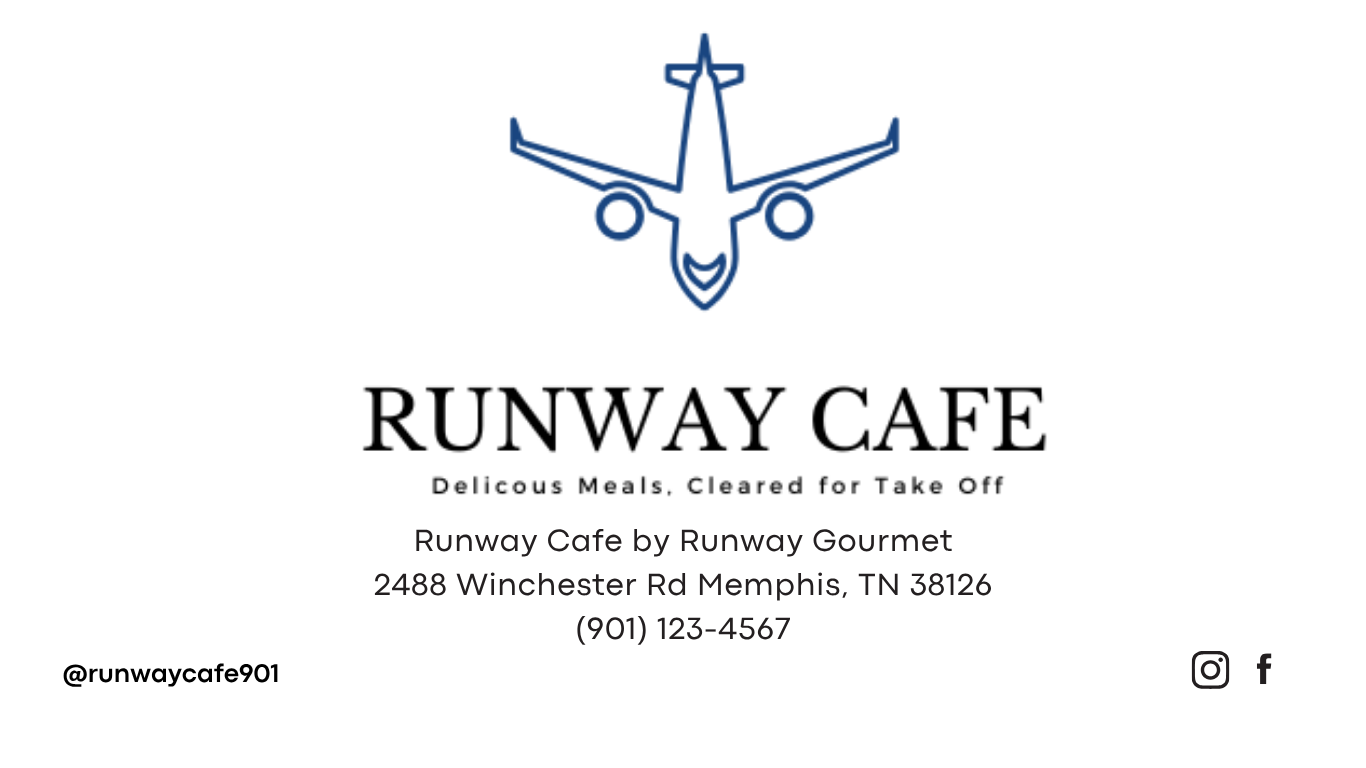 RUNWAY CAFE
Delicous Meals, Cleared for Take Off
Runway Cafe by Runway Gourmet
2488 Winchester Rd Memphis, TN 38126
(901) 123-4567
@runwaycafe901